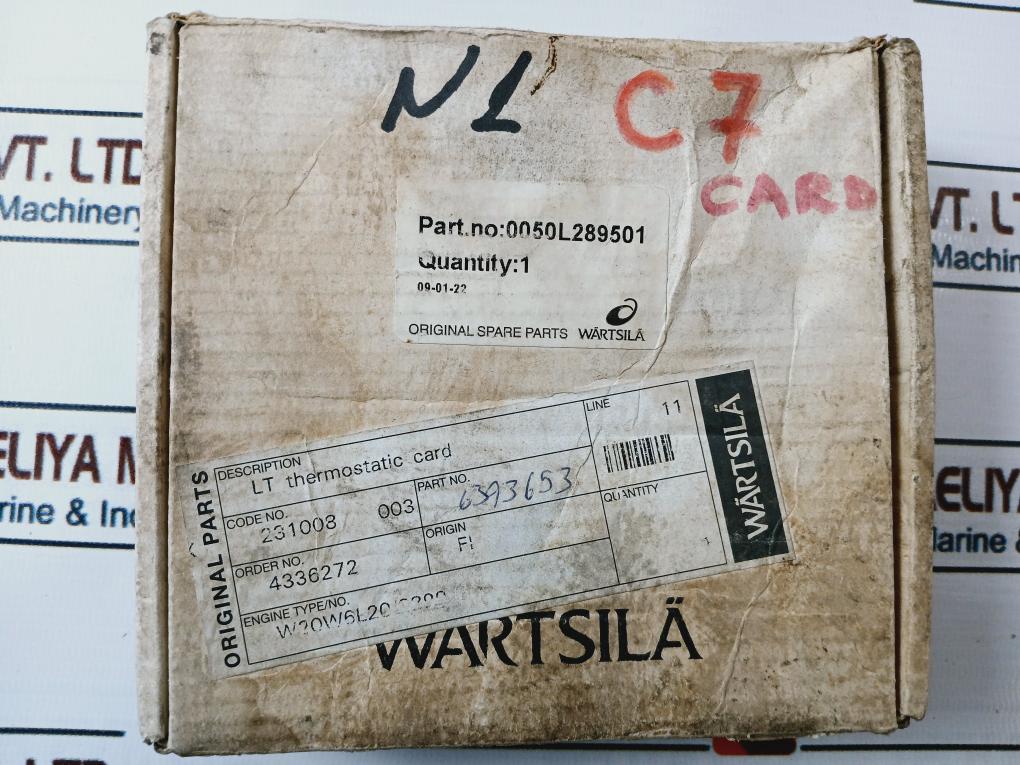 NL
C7
CARD
Part.no:0050L289501
Quantity:1
09-01-22
ORIGINAL SPARE PARTS WÄRTSILÄ
ORIGINAL PARTS
DESCRIPTION
LT thermostatic card
LINE
11
CODE NO.
231008 003
PART NO.
6393653
QUANTITY
1
ORDER NO.
4336272
ORIGIN
FI
ENGINE TYPE/NO.
WÄRTSILÄ
WÄRTSILÄ
VT. LTD
Machinery
ELIYA M
rine & Ind
VT. LT
Machin
ELIYA
Marine &